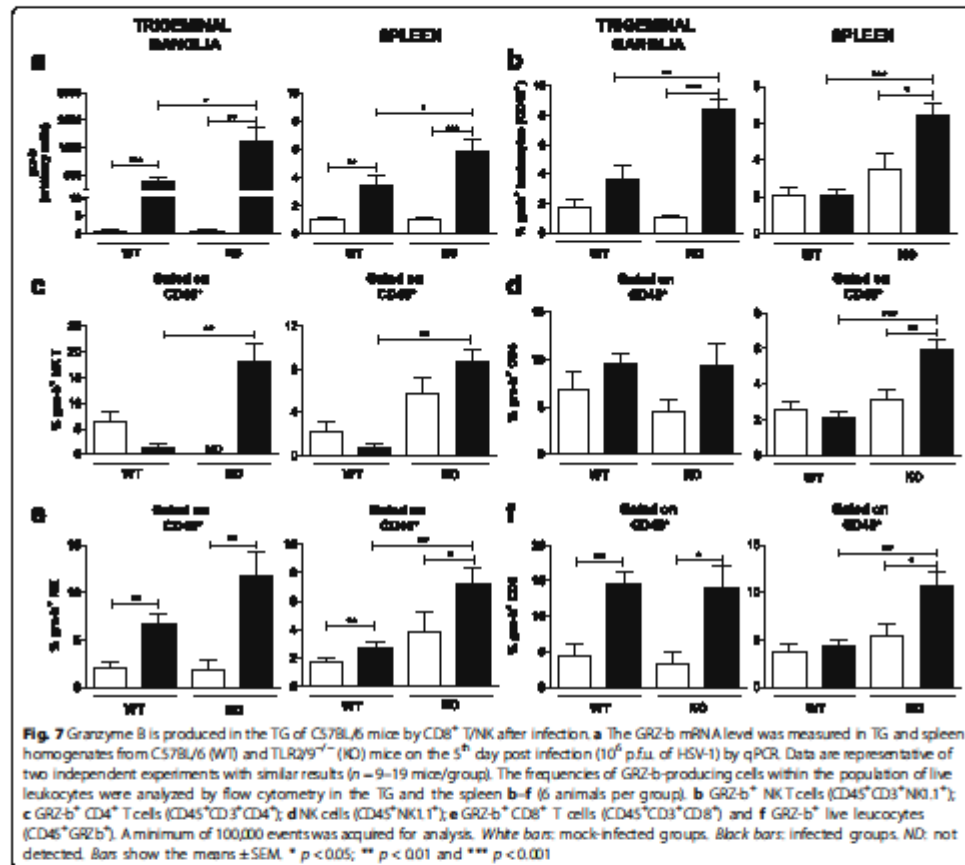 TRIGEMINAL
GANGLIA
SPLEEN
TRIGEMINAL
GANGLIA
SPLEEN
a
b
WT
KO
WT
KO
WT
KO
WT
KO
Gated on
CD45⁺
Gated on
CD45⁺
Gated on
CD45⁺
Gated on
CD45⁺
c
d
% grz-b⁺ NKT
% grz-b⁺ CD4
ND
WT
KO
WT
KO
WT
KO
WT
KO
Gated on
CD45⁺
Gated on
CD45⁺
Gated on
CD45⁺
Gated on
CD45⁺
e
f
% grz-b⁺ NK
% grz-b⁺ CD8
WT
KO
WT
KO
WT
KO
WT
KO
Fig. 7 Granzyme B is produced in the TG of C57BL/6 mice by CD8⁺ T/NK after infection. a The GRZ-b mRNA level was measured in TG and spleen
homogenates from C57BL/6 (WT) and TLR2/9⁻/⁻ (KO) mice on the 5ᵗʰ day post infection (10⁶ p.f.u. of HSV-1) by qPCR. Data are representative of
two independent experiments with similar results (n = 9–19 mice/group). The frequencies of GRZ-b-producing cells within the population of live
leukocytes were analyzed by flow cytometry in the TG and the spleen b–f (6 animals per group). b GRZ-b⁺ NK T cells (CD45⁺CD3⁺NK1.1⁺);
c GRZ-b⁺ CD4⁺ T cells (CD45⁺CD3⁺CD4⁺); d NK cells (CD45⁺NK1.1⁺); e GRZ-b⁺ CD8⁺ T cells (CD45⁺CD3⁺CD8⁺) and f GRZ-b⁺ live leucocytes
(CD45⁺GRZb⁺). A minimum of 100,000 events was acquired for analysis. White bars: mock-infected groups. Black bars: infected groups. ND: not
detected. Bars show the means ± SEM. * p < 0.05; ** p < 0.01 and *** p < 0.001